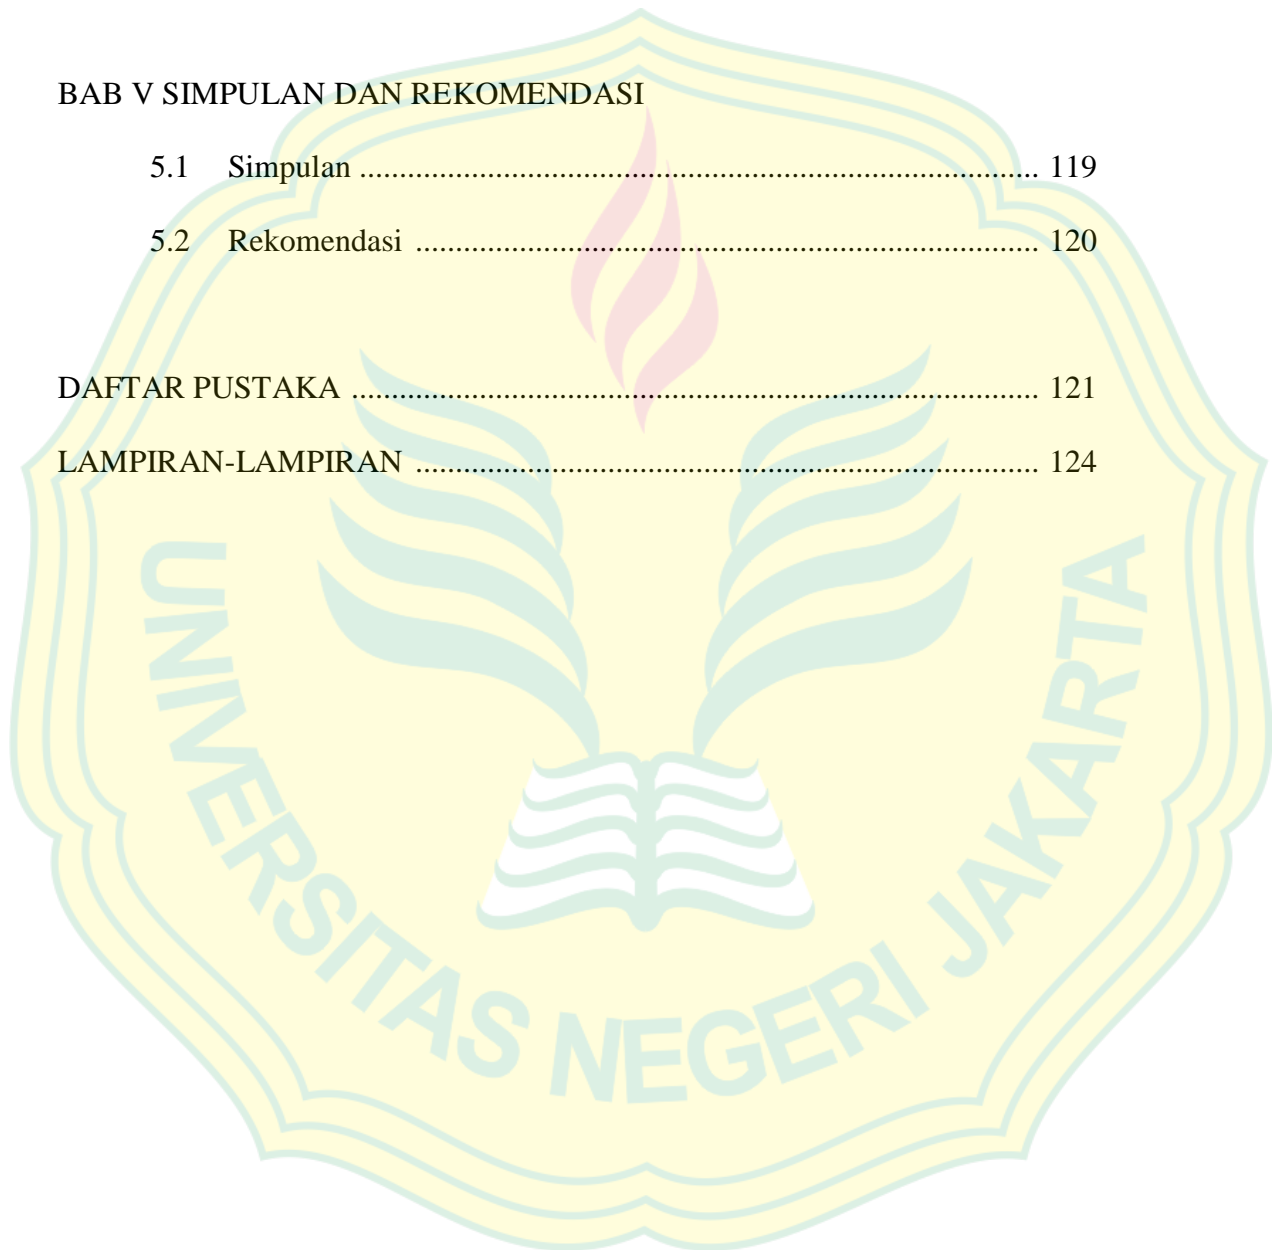 BAB V SIMPULAN DAN REKOMENDASI
5.1 Simpulan ..................................................................................... 119
5.2 Rekomendasi .............................................................................. 120
DAFTAR PUSTAKA ...................................................................................... 121
LAMPIRAN-LAMPIRAN .............................................................................. 124
UNIVERSITAS NEGERI JAKARTA